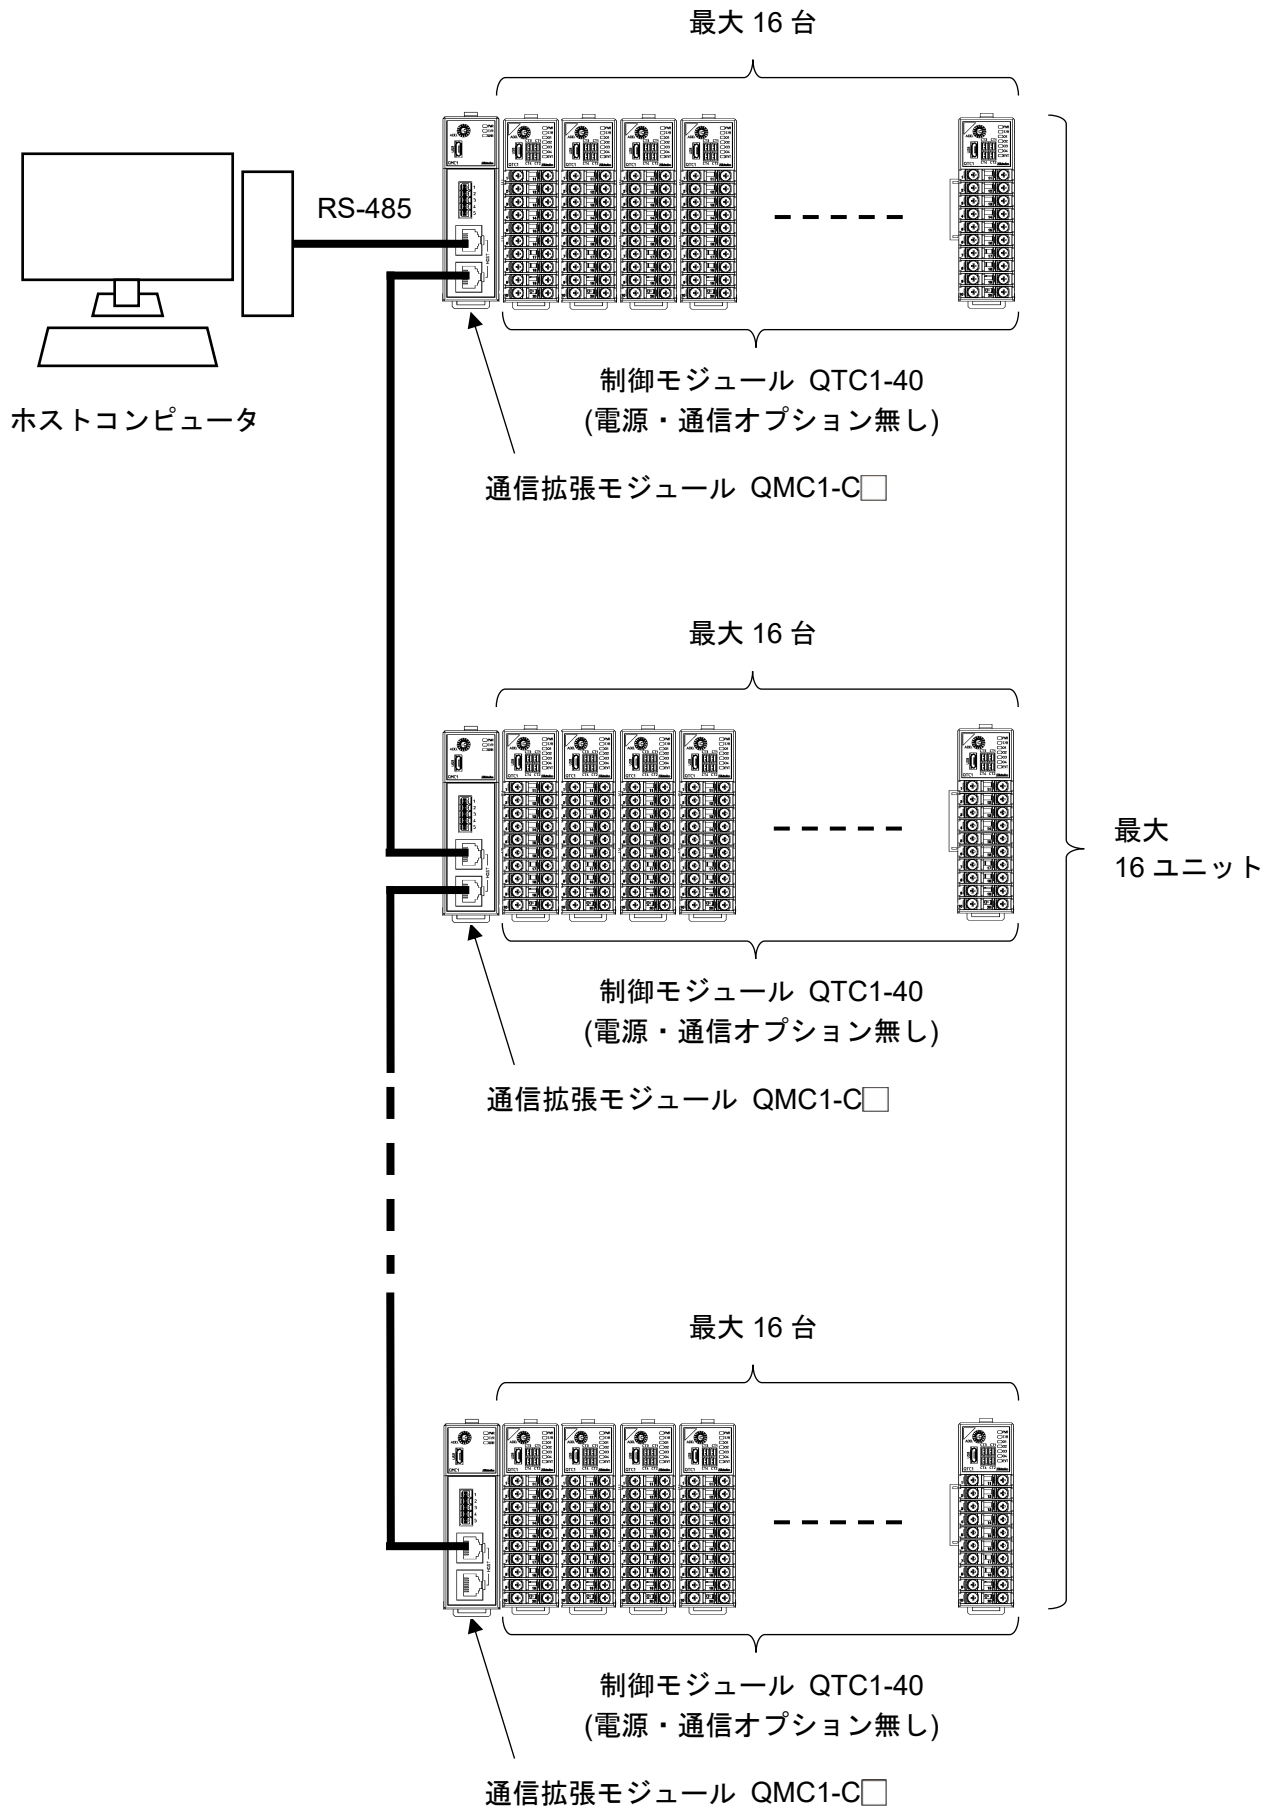 最大 16 台
RS-485
ホストコンピュータ
制御モジュール QTC1-40
(電源・通信オプション無し)
通信拡張モジュール QMC1-C□
最大 16 台
最大
16 ユニット
制御モジュール QTC1-40
(電源・通信オプション無し)
通信拡張モジュール QMC1-C□
最大 16 台
制御モジュール QTC1-40
(電源・通信オプション無し)
通信拡張モジュール QMC1-C□